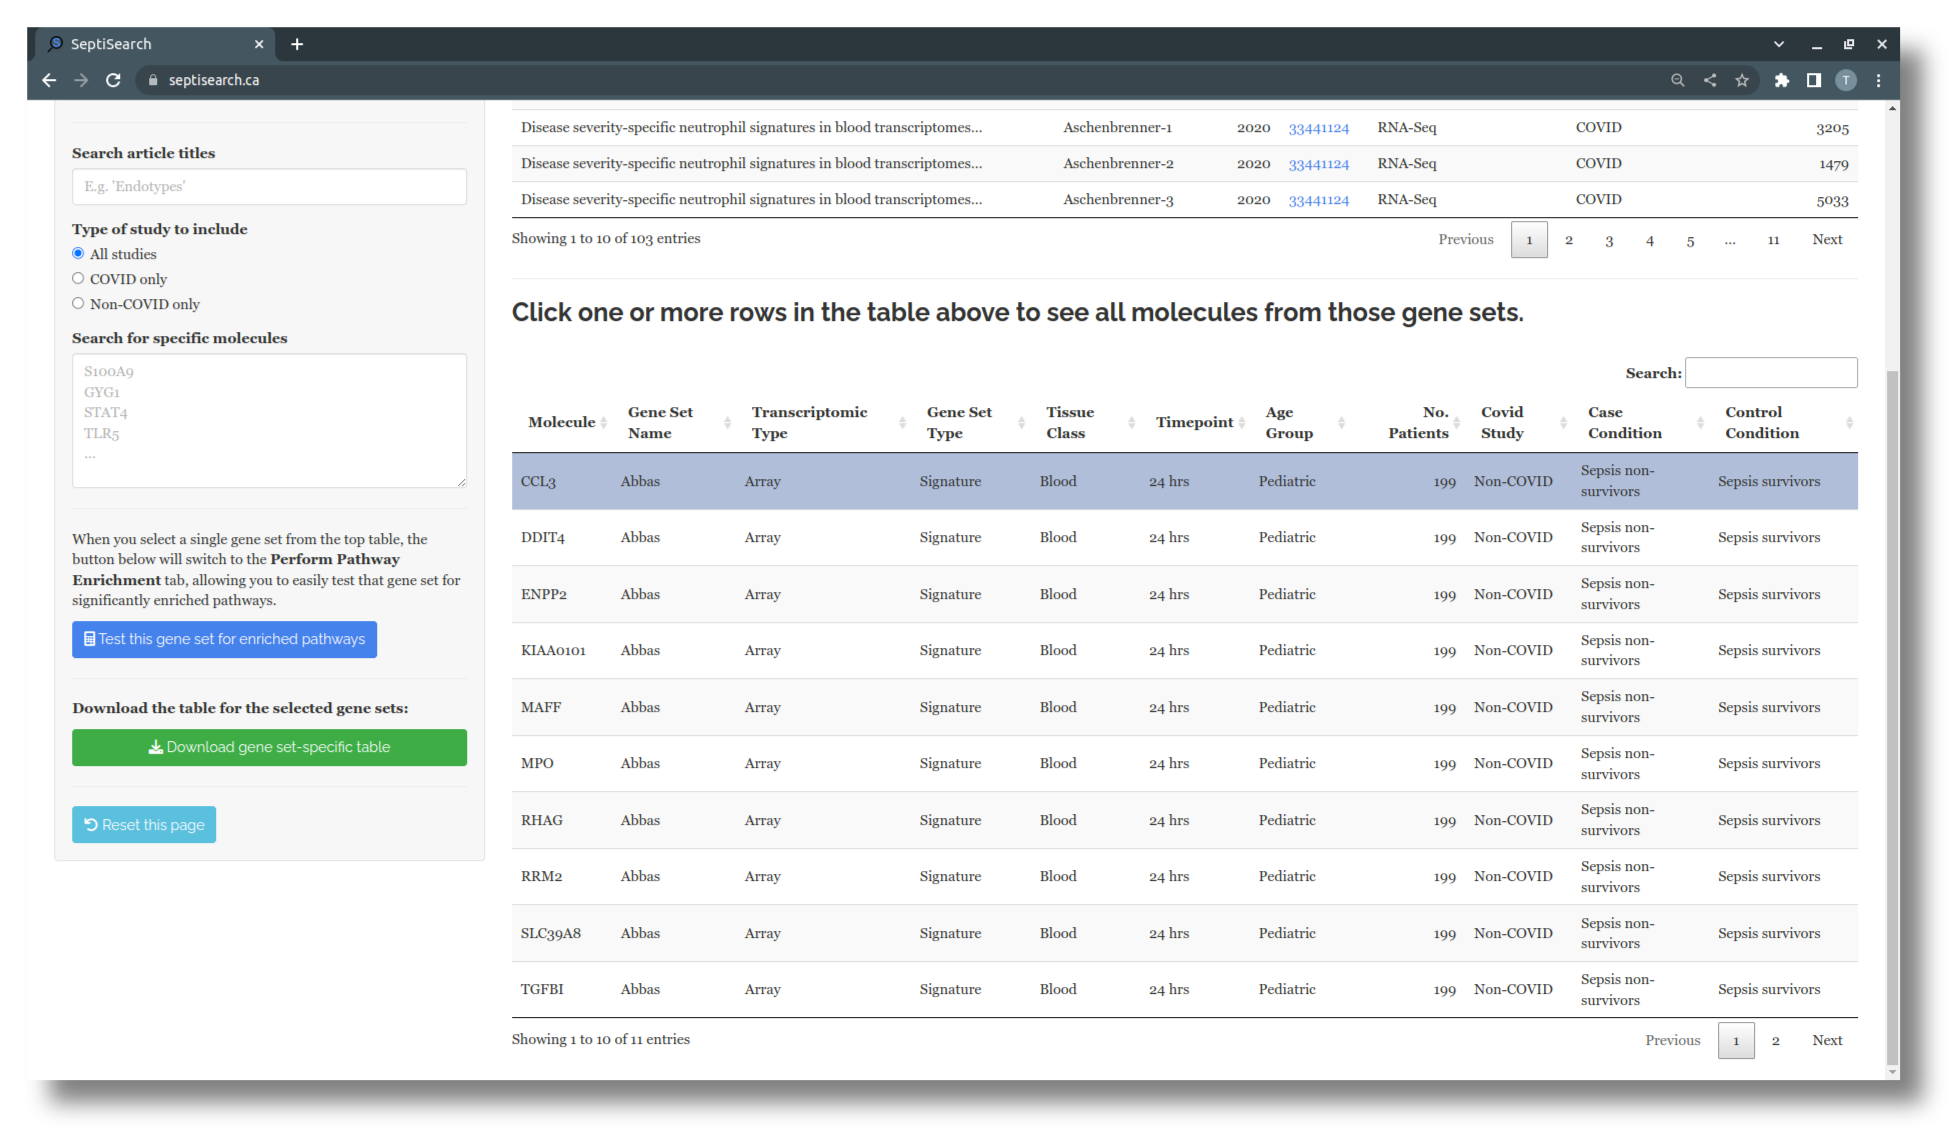 SeptiSearch
septisearch.ca
T
Search article titles
E.g. 'Endotypes'
Type of study to include
All studies
COVID only
Non-COVID only
Search for specific molecules
S100A9
GYG1
STAT4
TLR5
...
When you select a single gene set from the top table, the
button below will switch to the Perform Pathway
Enrichment tab, allowing you to easily test that gene set for
significantly enriched pathways.
Test this gene set for enriched pathways
Download the table for the selected gene sets:
Download gene set-specific table
Reset this page
Disease severity-specific neutrophil signatures in blood transcriptomes... Aschenbrenner-1 2020 33441124 RNA-Seq COVID 3205
Disease severity-specific neutrophil signatures in blood transcriptomes... Aschenbrenner-2 2020 33441124 RNA-Seq COVID 1479
Disease severity-specific neutrophil signatures in blood transcriptomes... Aschenbrenner-3 2020 33441124 RNA-Seq COVID 5033
Showing 1 to 10 of 103 entries Previous 1 2 3 4 5 ... 11 Next
Click one or more rows in the table above to see all molecules from those gene sets.
Search:
Molecule Gene Set Name Transcriptomic Type Gene Set Type Tissue Class Timepoint Age Group No. Patients Covid Study Case Condition Control Condition
CCL3 Abbas Array Signature Blood 24 hrs Pediatric 199 Non-COVID Sepsis non-survivors Sepsis survivors
DDIT4 Abbas Array Signature Blood 24 hrs Pediatric 199 Non-COVID Sepsis non-survivors Sepsis survivors
ENPP2 Abbas Array Signature Blood 24 hrs Pediatric 199 Non-COVID Sepsis non-survivors Sepsis survivors
KIAA0101 Abbas Array Signature Blood 24 hrs Pediatric 199 Non-COVID Sepsis non-survivors Sepsis survivors
MAFF Abbas Array Signature Blood 24 hrs Pediatric 199 Non-COVID Sepsis non-survivors Sepsis survivors
MPO Abbas Array Signature Blood 24 hrs Pediatric 199 Non-COVID Sepsis non-survivors Sepsis survivors
RHAG Abbas Array Signature Blood 24 hrs Pediatric 199 Non-COVID Sepsis non-survivors Sepsis survivors
RRM2 Abbas Array Signature Blood 24 hrs Pediatric 199 Non-COVID Sepsis non-survivors Sepsis survivors
SLC39A8 Abbas Array Signature Blood 24 hrs Pediatric 199 Non-COVID Sepsis non-survivors Sepsis survivors
TGFBI Abbas Array Signature Blood 24 hrs Pediatric 199 Non-COVID Sepsis non-survivors Sepsis survivors
Showing 1 to 10 of 11 entries Previous 1 2 Next